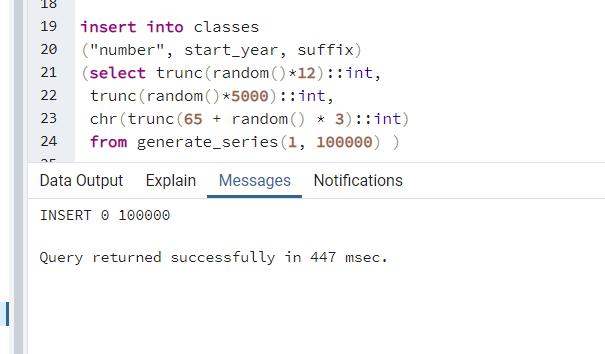 18
19 insert into classes
20 ("number", start_year, suffix)
21 (select trunc(random()*12)::int,
22 trunc(random()*5000)::int,
23 chr(trunc(65 + random() * 3)::int)
24 from generate_series(1, 100000) )
25
Data Output Explain Messages Notifications
INSERT 0 100000
Query returned successfully in 447 msec.